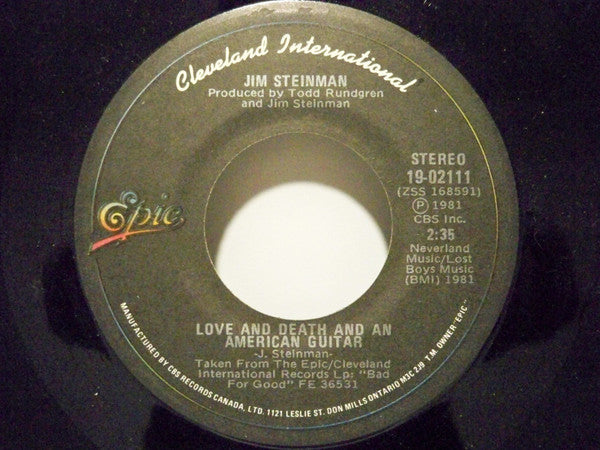 Cleveland International
JIM STEINMAN
Produced by Todd Rundgren
and Jim Steinman
Epic
STEREO
19-02111
(ZSS 168591)
Ⓟ 1981
CBS Inc.
2:35
Neverland
Music/Lost
Boys Music
(BMI) 1981
LOVE AND DEATH AND AN
AMERICAN GUITAR
-J. Steinman-
Taken From The Epic/Cleveland
International Records Lp: "Bad
For Good" FE 36531
MANUFACTURED BY CBS RECORDS CANADA, LTD. 1121 LESLIE ST. DON MILLS ONTARIO M3C 2J9 T.M. OWNER "EPIC"